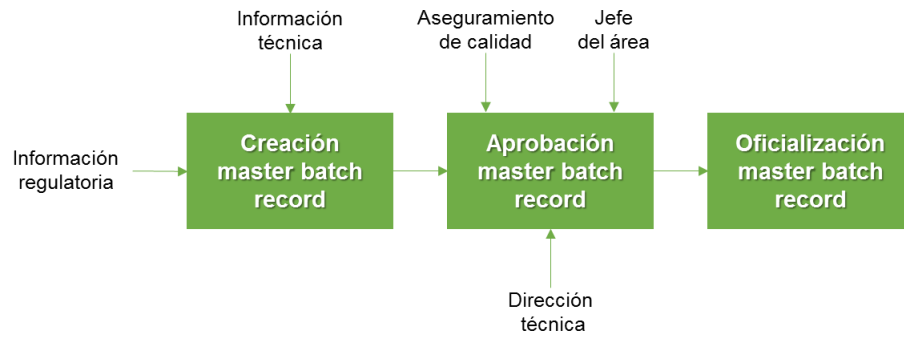 Información
técnica
Aseguramiento
de calidad
Jefe
del área
Información
regulatoria
Creación
master batch
record
Aprobación
master batch
record
Oficialización
master batch
record
Dirección
técnica